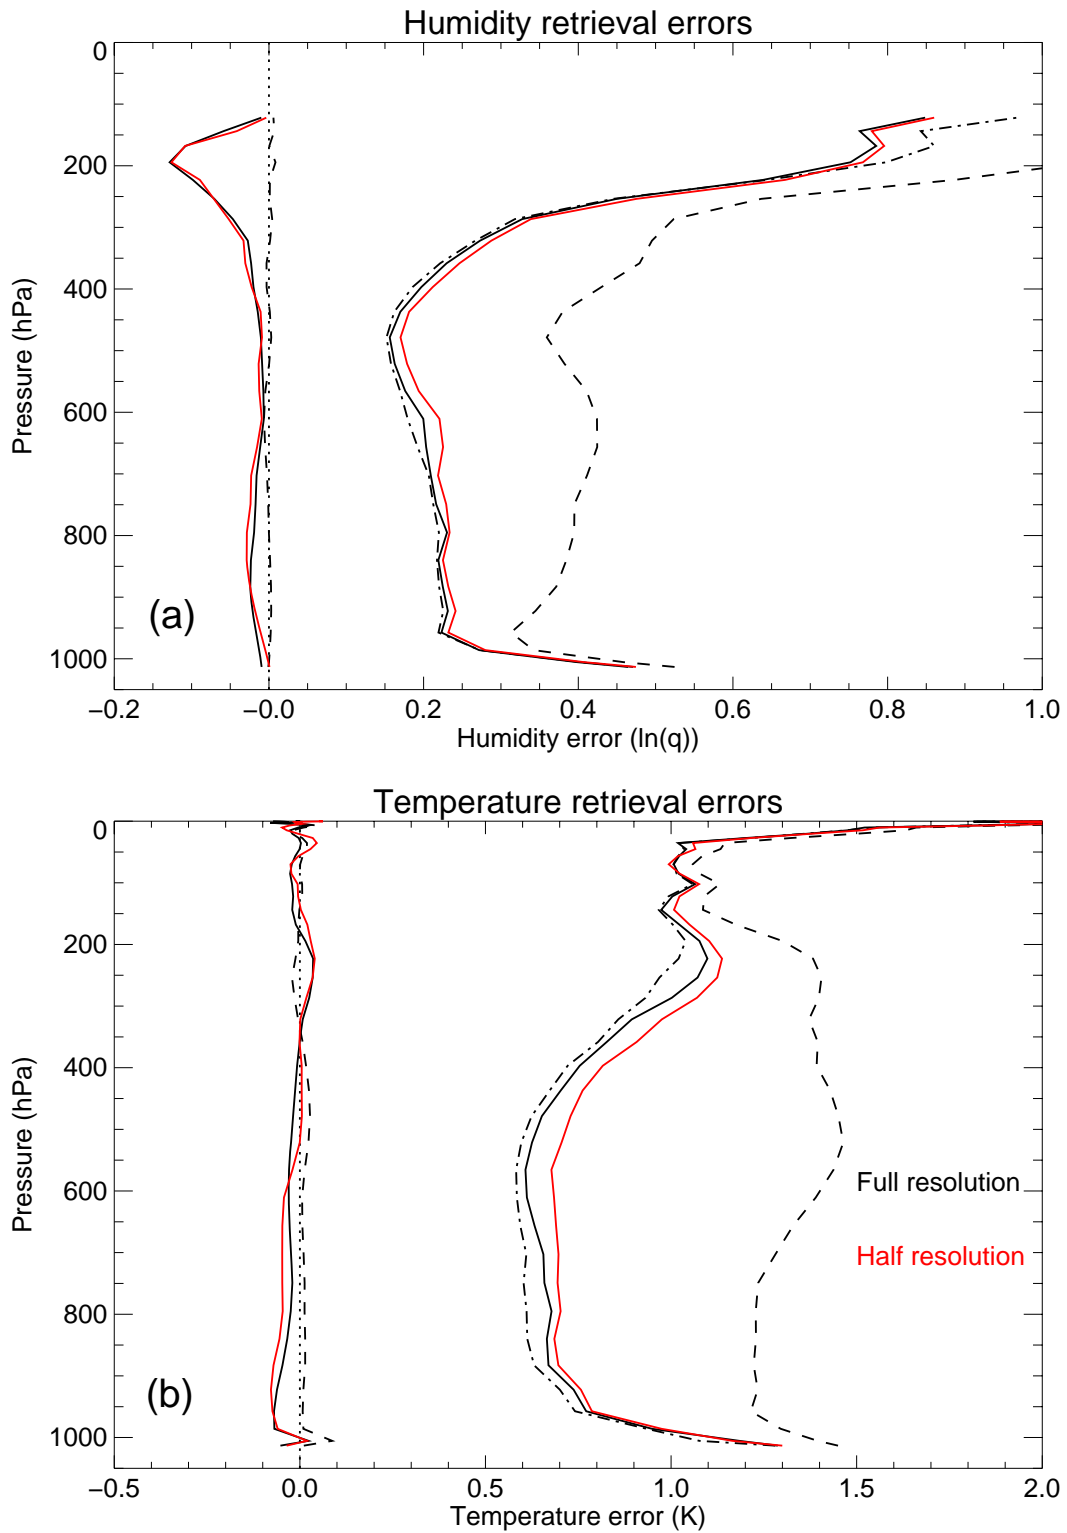 Humidity retrieval errors
0
200
400
600
800
1000
Pressure (hPa)
(a)
−0.2 −0.0 0.2 0.4 0.6 0.8 1.0
Humidity error (ln(q))
Temperature retrieval errors
0
200
400
600
800
1000
Pressure (hPa)
Full resolution
Half resolution
(b)
−0.5 0.0 0.5 1.0 1.5 2.0
Temperature error (K)